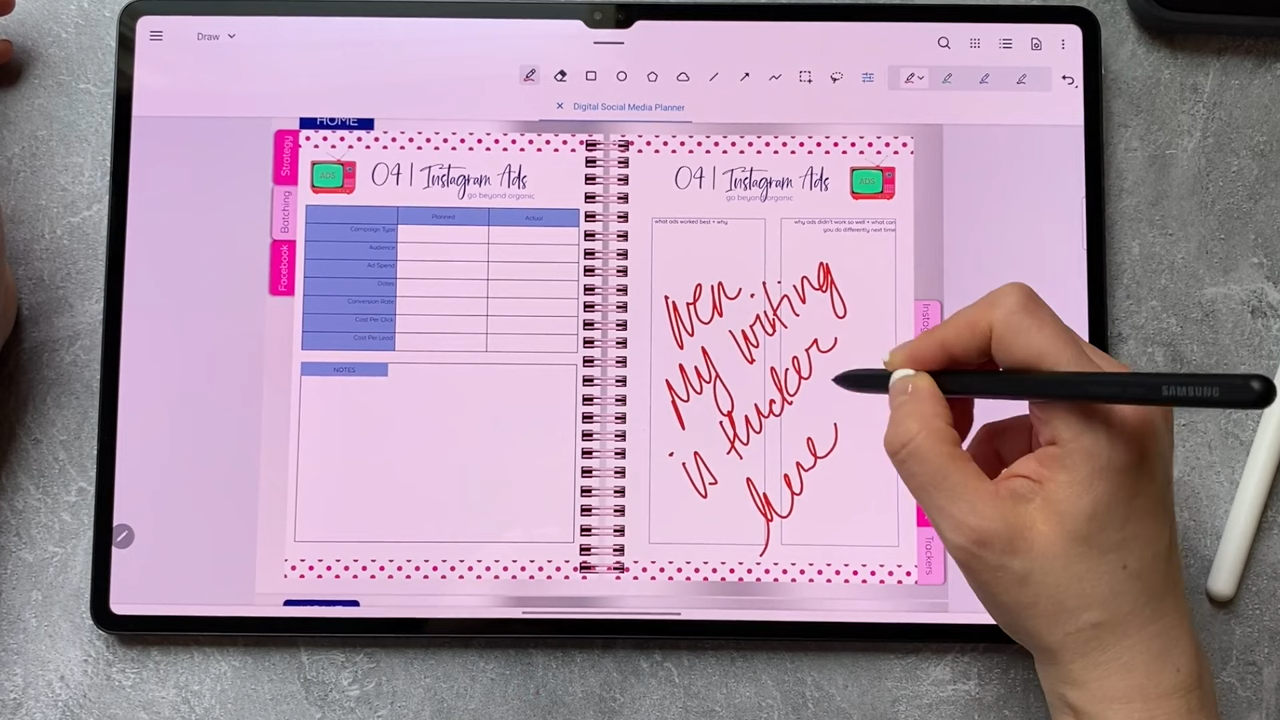 Draw
Digital Social Media Planner
HOME
Strategy
Batching
Facebook
ADS
04 | Instagram Ads
go beyond organic
Planned
Actual
Campaign Type
Audience
Ad Spend
Dates
Conversion Rate
Cost Per Click
Cost Per Lead
NOTES
04 | Instagram Ads
go beyond organic
ADS
what ads worked best + why
why ads didn't work so well + what can
you do differently next time
My writing
is thicker
here
Trackers
SAMSUNG